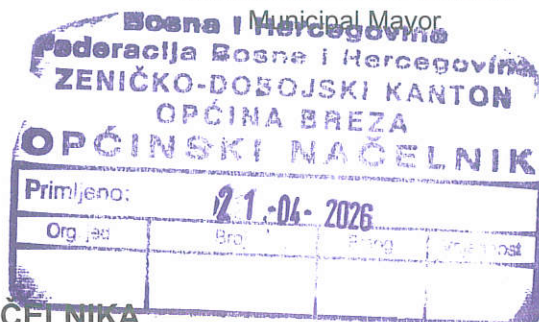 Municipal Mayor
Bosna i Hercegovina
Federacija Bosne i Hercegovine
ZENIČKO-DOBOJSKI KANTON
OPĆINA BREZA
OPĆINSKI NAČELNIK
Primljeno: 21-04-2026
Org. jed Broj Prilog Vrijednost
ČELNIKA